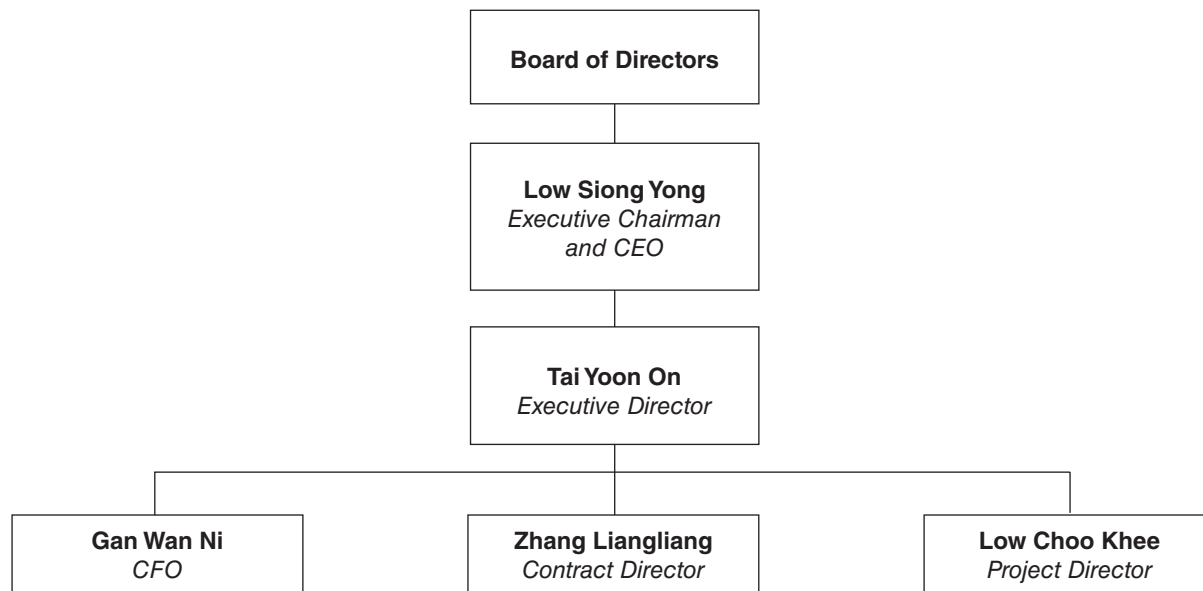 Board of Directors
Low Siong Yong
Executive Chairman
and CEO
Tai Yoon On
Executive Director
Gan Wan Ni
CFO
Zhang Liangliang
Contract Director
Low Choo Khee
Project Director